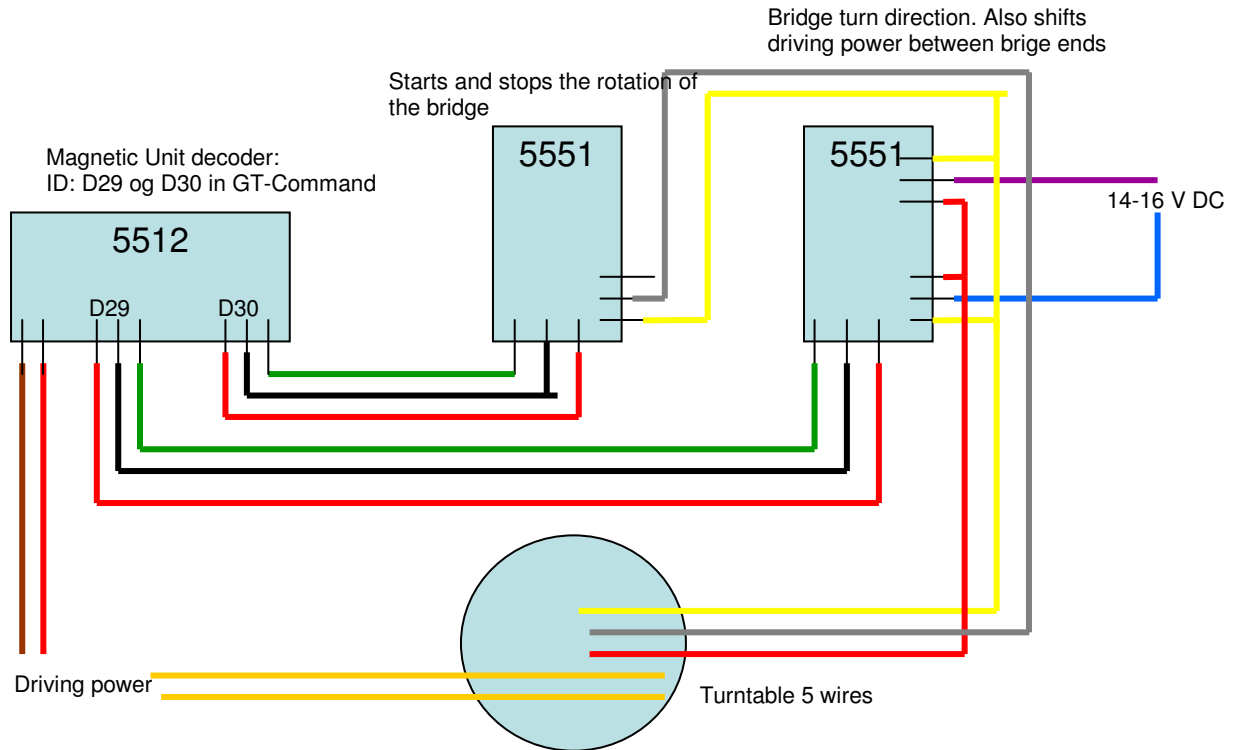 Bridge turn direction. Also shifts
driving power between brige ends
Starts and stops the rotation of
the bridge
Magnetic Unit decoder:
ID: D29 og D30 in GT-Command
5551
5551
14-16 V DC
5512
D29
D30
Driving power
Turntable 5 wires